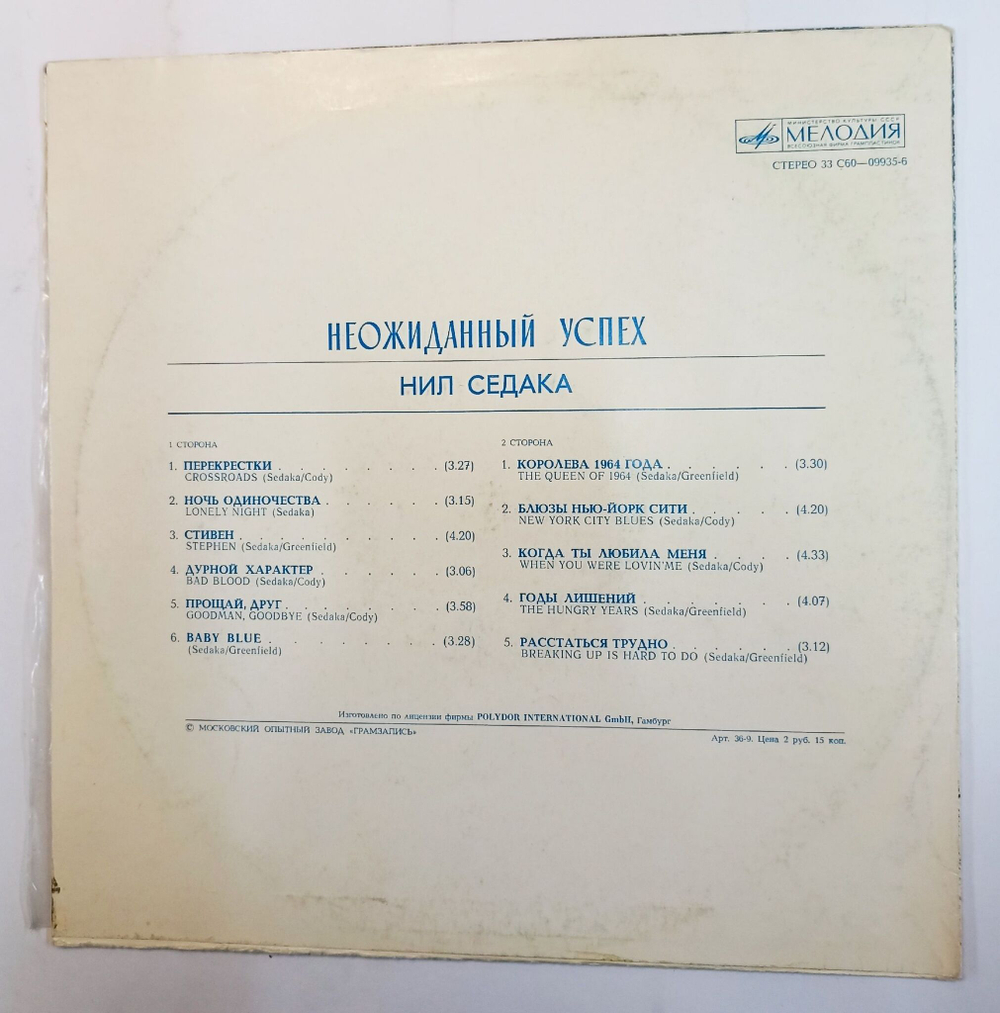 МИНИСТЕРСТВО КУЛЬТУРЫ СССР
МЕЛОДИЯ
ВСЕСОЮЗНАЯ ФИРМА ГРАМПЛАСТИНОК
СТЕРЕО 33 С60—09935-6
НЕОЖИДАННЫЙ УСПЕХ
НИЛ СЕДАКА
1 СТОРОНА
1. ПЕРЕКРЕСТКИ . . . . . . . . (3.27)
CROSSROADS (Sedaka/Cody)
2. НОЧЬ ОДИНОЧЕСТВА . . . . . (3.15)
LONELY NIGHT (Sedaka)
3. СТИВЕН . . . . . . . . . (4.20)
STEPHEN (Sedaka/Greenfield)
4. ДУРНОЙ ХАРАКТЕР . . . . . . (3.06)
BAD BLOOD (Sedaka/Cody)
5. ПРОЩАЙ, ДРУГ . . . . . . . (3.58)
GOODMAN, GOODBYE (Sedaka/Cody)
6. BABY BLUE . . . . . . . . (3.28)
(Sedaka/Greenfield)
2 СТОРОНА
1. КОРОЛЕВА 1964 ГОДА . . . . . . (3.30)
THE QUEEN OF 1964 (Sedaka/Greenfield)
2. БЛЮЗЫ НЬЮ-ЙОРК СИТИ . . . . . (4.20)
NEW YORK CITY BLUES (Sedaka/Cody)
3. КОГДА ТЫ ЛЮБИЛА МЕНЯ . . . . (4.33)
WHEN YOU WERE LOVIN'ME (Sedaka/Cody)
4. ГОДЫ ЛИШЕНИЙ . . . . . . . (4.07)
THE HUNGRY YEARS (Sedaka/Greenfield)
5. РАССТАТЬСЯ ТРУДНО . . . . . . (3.12)
BREAKING UP IS HARD TO DO (Sedaka/Greenfield)
Изготовлено по лицензии фирмы POLYDOR INTERNATIONAL GmbH, Гамбург
© МОСКОВСКИЙ ОПЫТНЫЙ ЗАВОД «ГРАМЗАПИСЬ»
Арт. 36-9. Цена 2 руб. 15 коп.